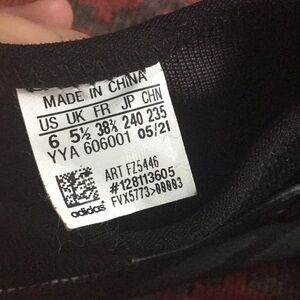 MADE IN CHINA
US UK FR JP CHN
6 5½ 38⅔ 240 235
YYA 606001 05/21
ART FZ5446
#128113605
FVX5773>00003
adidas